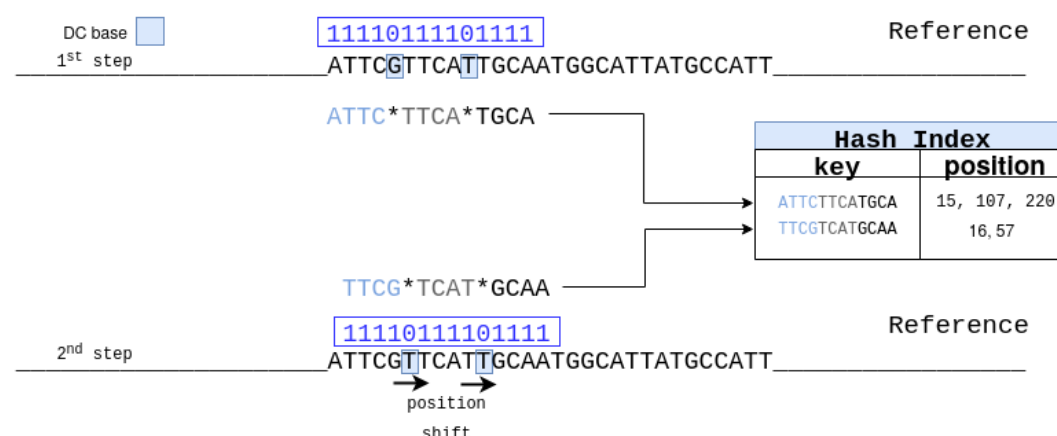 DC base
11110111101111
Reference
1st step
ATTCGTTCATTGCAATGGCATTATGCCATT
ATTC*TTCA*TGCA
Hash Index
key position
ATTCTTCATGCA 15, 107, 220
TTCGTCATGCAA 16, 57
TTCG*TCAT*GCAA
11110111101111
Reference
2nd step
ATTCGTTCATTGCAATGGCATTATGCCATT
position
shift